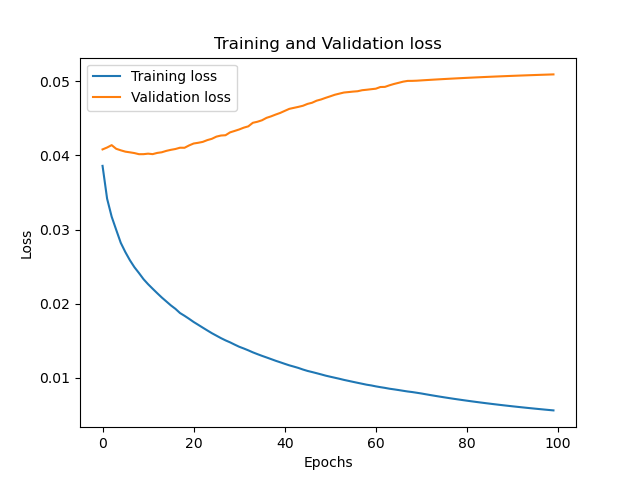 Training and Validation loss
Training loss
Validation loss
0.05
0.04
0.03
0.02
0.01
Loss
0 20 40 60 80 100
Epochs